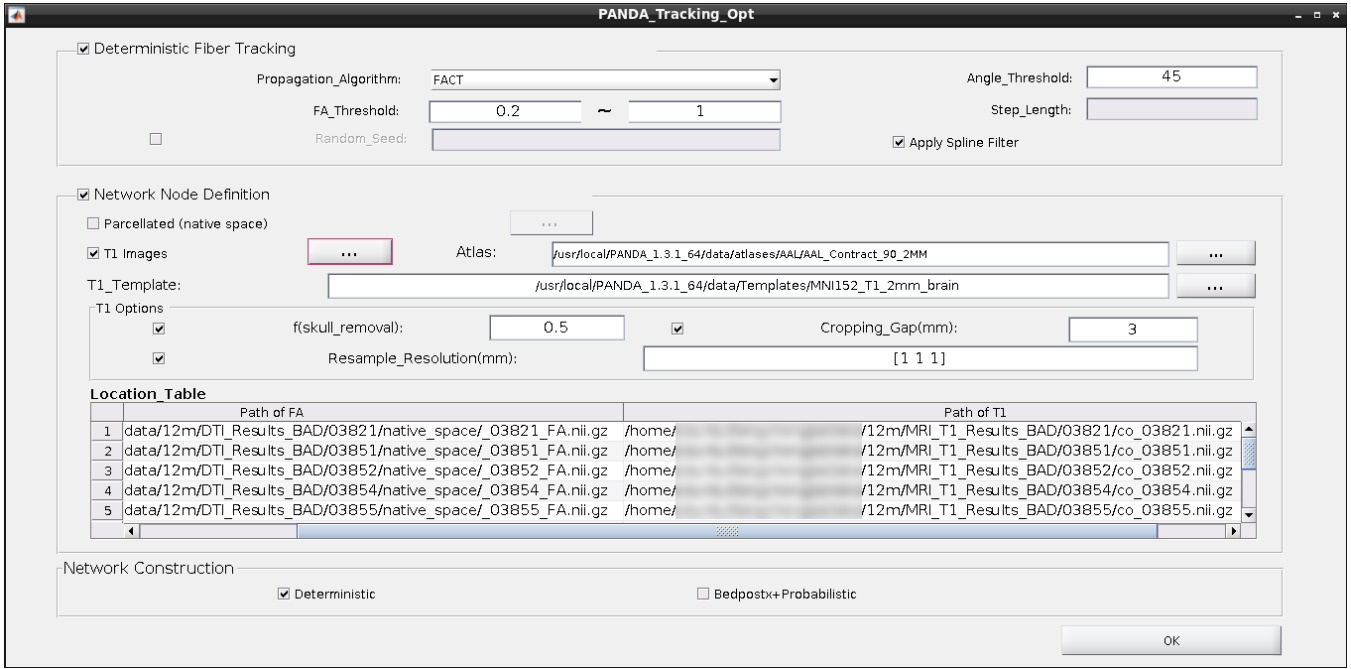 PANDA_Tracking_Opt
Deterministic Fiber Tracking
Propagation_Algorithm: FACT Angle_Threshold: 45
FA_Threshold: 0.2 ~ 1 Step_Length:
Random_Seed: Apply Spline Filter
Network Node Definition
Parcellated (native space) ...
T1 Images ... Atlas: /usr/local/PANDA_1.3.1_64/data/atlases/AAL/AAL_Contract_90_2MM ...
T1_Template: /usr/local/PANDA_1.3.1_64/data/Templates/MNI152_T1_2mm_brain ...
T1 Options
f(skull_removal): 0.5 Cropping_Gap(mm): 3
Resample_Resolution(mm): [1 1 1]
Location_Table
Path of FA Path of T1
1 data/12m/DTI_Results_BAD/03821/native_space/_03821_FA.nii.gz /home/ /12m/MRI_T1_Results_BAD/03821/co_03821.nii.gz
2 data/12m/DTI_Results_BAD/03851/native_space/_03851_FA.nii.gz /home/ /12m/MRI_T1_Results_BAD/03851/co_03851.nii.gz
3 data/12m/DTI_Results_BAD/03852/native_space/_03852_FA.nii.gz /home/ /12m/MRI_T1_Results_BAD/03852/co_03852.nii.gz
4 data/12m/DTI_Results_BAD/03854/native_space/_03854_FA.nii.gz /home/ /12m/MRI_T1_Results_BAD/03854/co_03854.nii.gz
5 data/12m/DTI_Results_BAD/03855/native_space/_03855_FA.nii.gz /home/ /12m/MRI_T1_Results_BAD/03855/co_03855.nii.gz
Network Construction
Deterministic Bedpostx+Probabilistic
OK